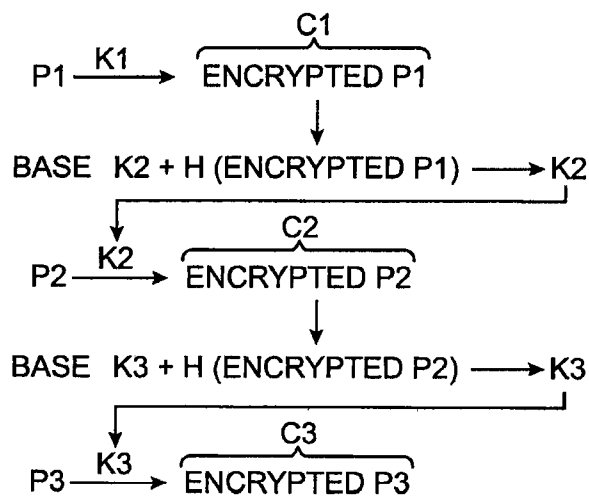 C1
P1 K1 ENCRYPTED P1
BASE K2 + H (ENCRYPTED P1) K2
C2
P2 K2 ENCRYPTED P2
BASE K3 + H (ENCRYPTED P2) K3
C3
P3 K3 ENCRYPTED P3